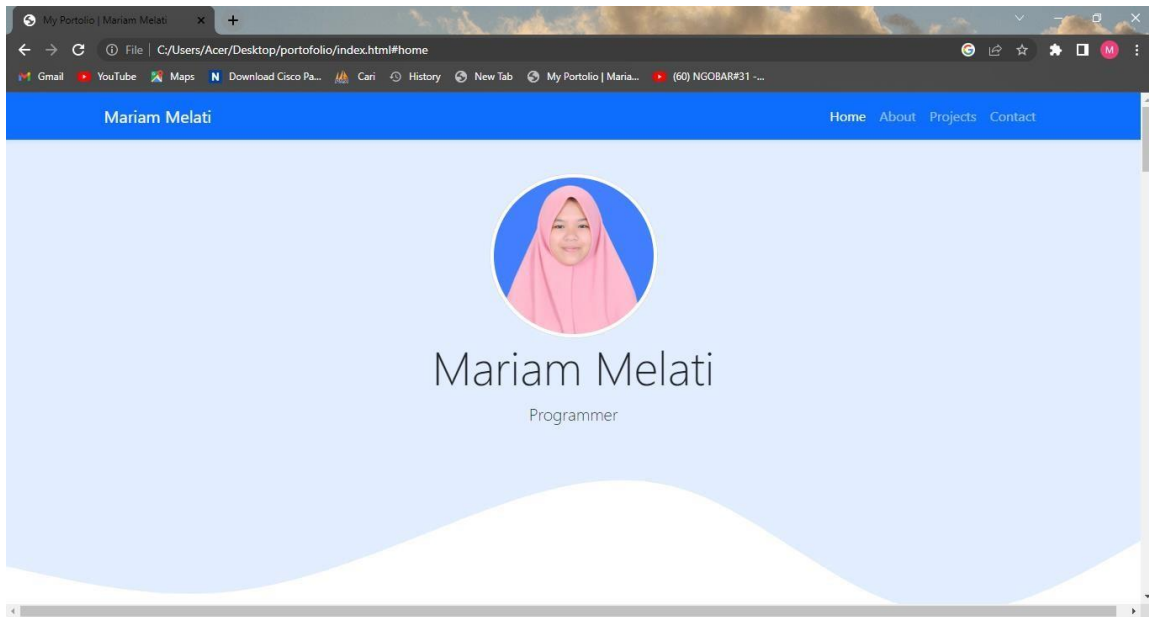 My Portolio | Mariam Melati
File | C:/Users/Acer/Desktop/portofolio/index.html#home
M
Gmail YouTube Maps N Download Cisco Pa... Cari History New Tab My Portolio | Maria... (60) NGOBAR#31 -...
Mariam Melati Home About Projects Contact
Mariam Melati
Programmer